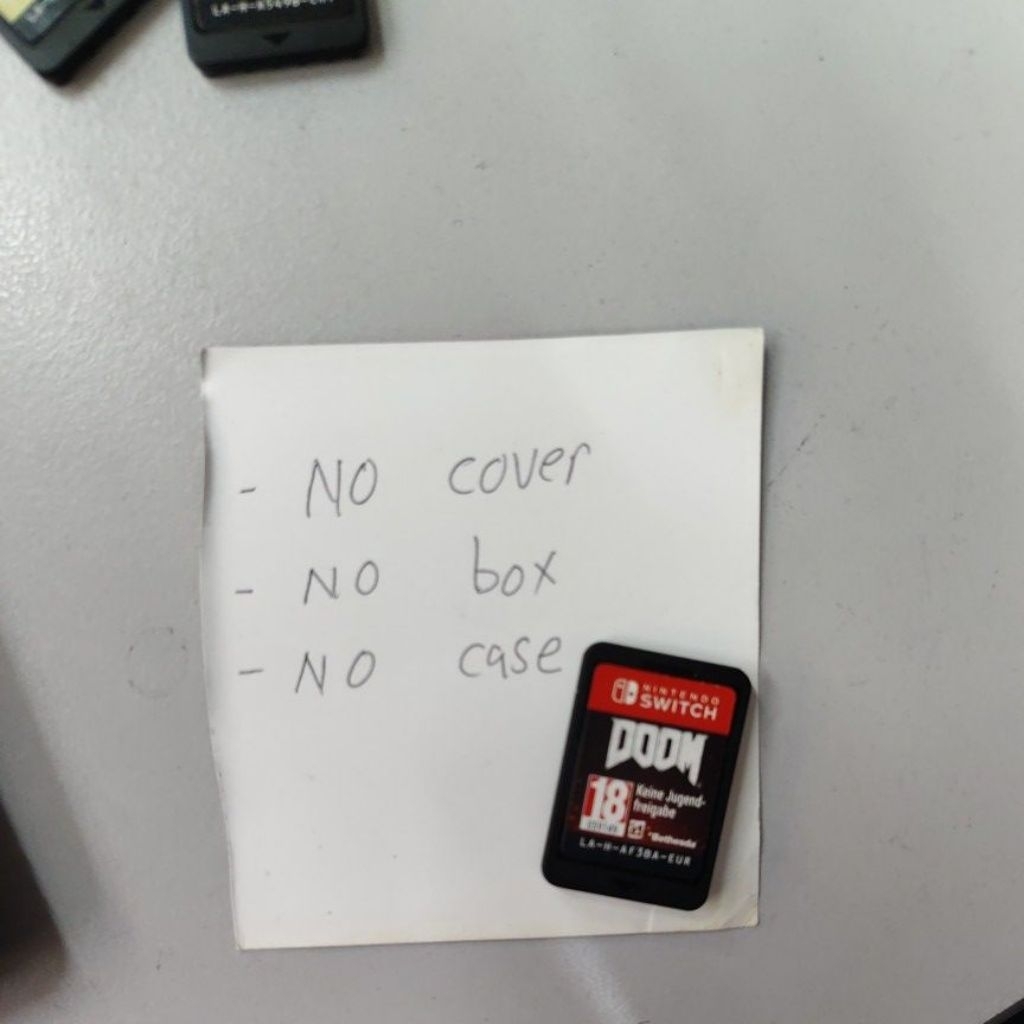 - NO cover
- NO box
- NO case
NINTENDO
SWITCH
DOOM
18
Keine Jugend-
freigabe
Bethesda
LA-H-AF3BA-EUR